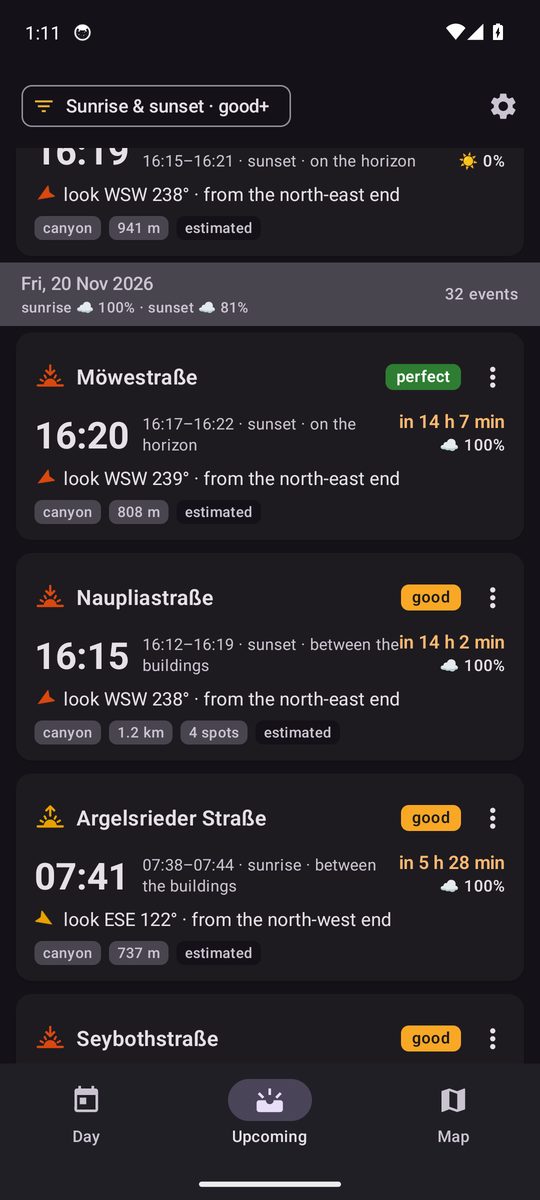 1:11
Sunrise & sunset · good+
16:19
16:15–16:21 · sunset · on the horizon
☀️ 0%
look WSW 238° · from the north-east end
canyon 941 m estimated
Fri, 20 Nov 2026
sunrise ☁️ 100% · sunset ☁️ 81%
32 events
Möwestraße
perfect
16:20
16:17–16:22 · sunset · on the
horizon
in 14 h 7 min
☁️ 100%
look WSW 239° · from the north-east end
canyon 808 m estimated
Naupliastraße
good
16:15
16:12–16:19 · sunset · between the
buildings
in 14 h 2 min
☁️ 100%
look WSW 238° · from the north-east end
canyon 1.2 km 4 spots estimated
Argelsrieder Straße
good
07:41
07:38–07:44 · sunrise · between
the buildings
in 5 h 28 min
☁️ 100%
look ESE 122° · from the north-west end
canyon 737 m estimated
Seybothstraße
good
Day
Upcoming
Map